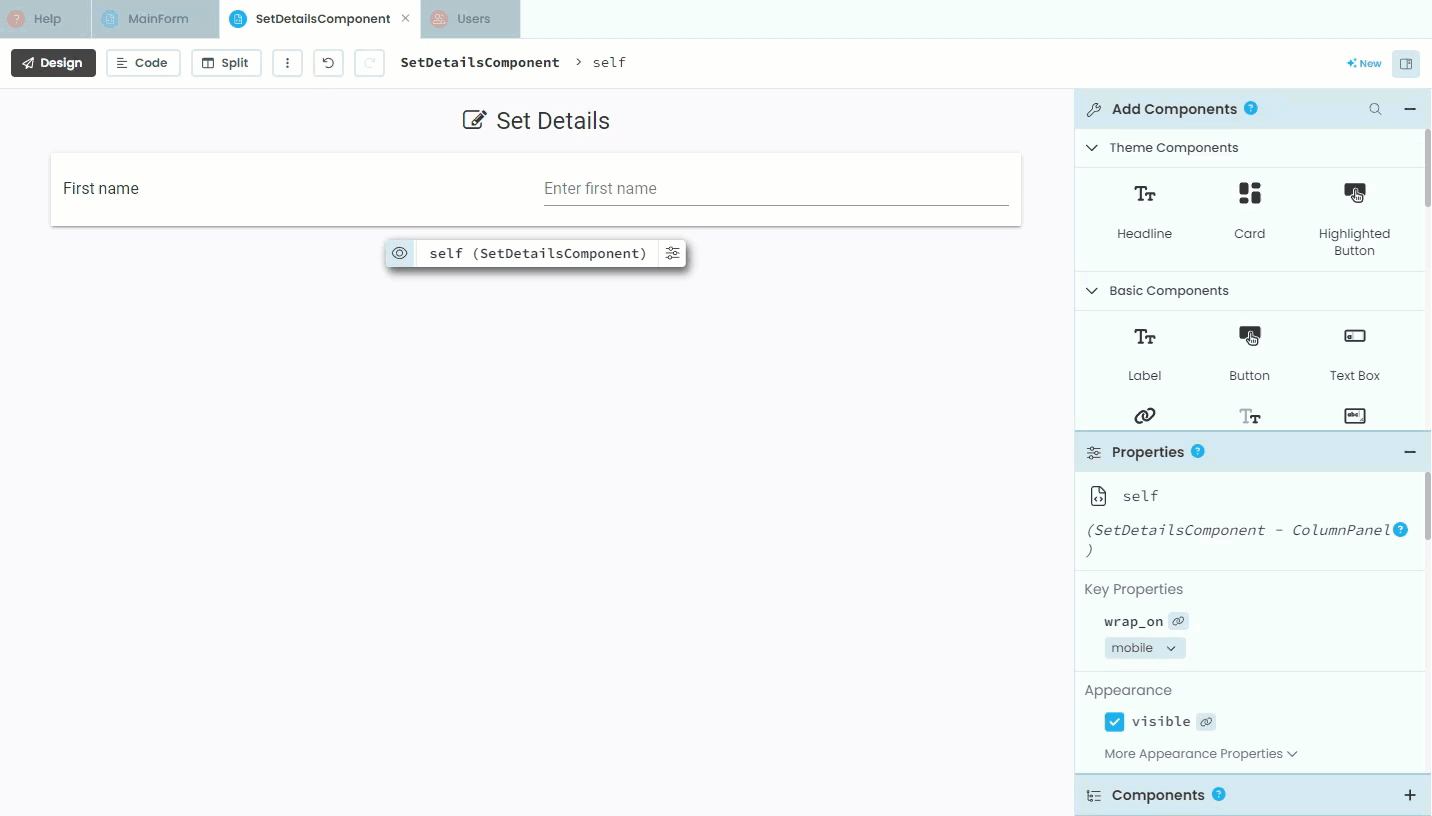 Help
MainForm
SetDetailsComponent
Users
Design
Code
Split
SetDetailsComponent > self
New
Set Details
First name
Enter first name
self (SetDetailsComponent)
Add Components
Theme Components
Headline
Card
Highlighted
Button
Basic Components
Label
Button
Text Box
Properties
self
(SetDetailsComponent - ColumnPanel
)
Key Properties
wrap_on
mobile
Appearance
visible
More Appearance Properties
Components